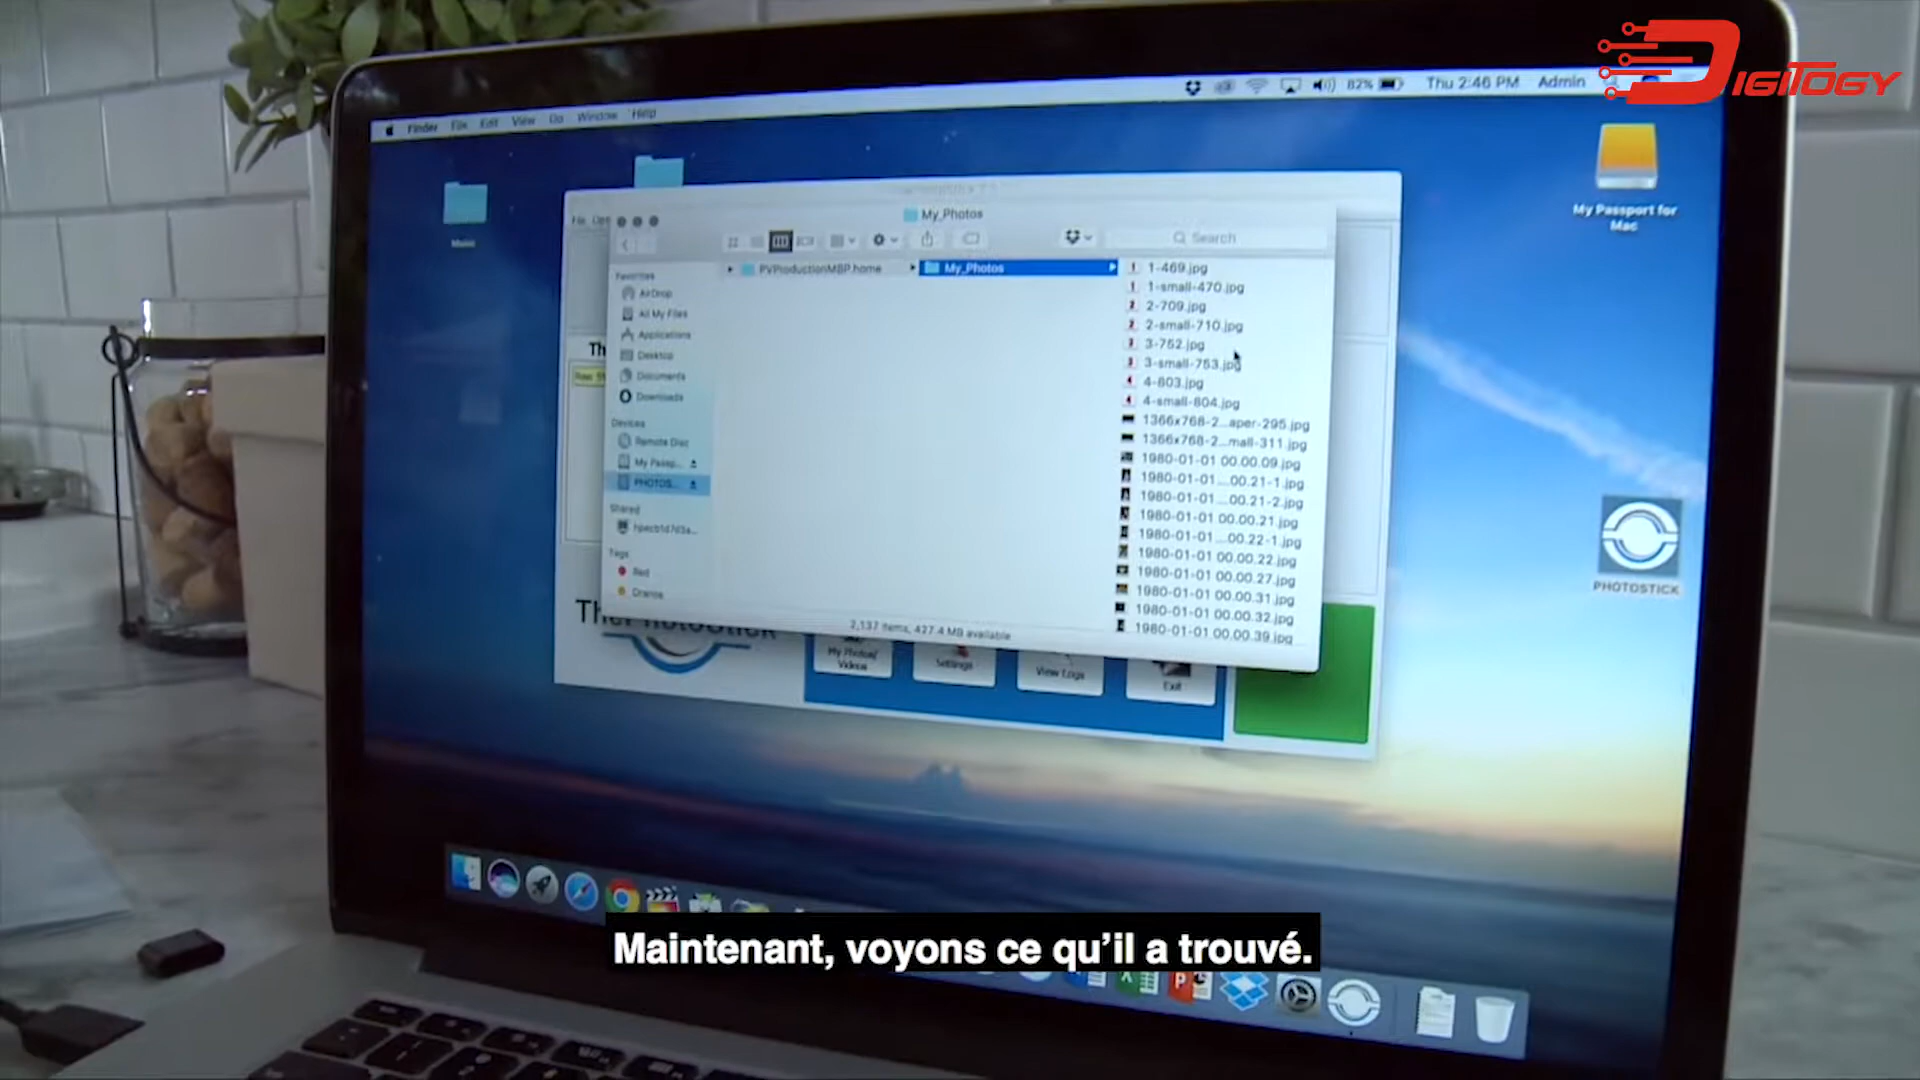 DIGITOGY
Finder File Edit View Go Window Help
82% Thu 2:46 PM Admin
My Passport for
Mac
Music
My_Photos
Search
Favorites
AirDrop
All My Files
Applications
Desktop
Documents
Downloads
Devices
Remote Disc
My Passp...
PHOTOS...
Shared
Tags
Red
Orange
PVProductionMBP.home
My_Photos
1-469.jpg
1-small-470.jpg
2-709.jpg
2-small-710.jpg
3-752.jpg
3-small-753.jpg
4-803.jpg
4-small-804.jpg
1366x768-2...aper-295.jpg
1366x768-2...mall-311.jpg
1980-01-01 00.00.09.jpg
1980-01-01....00.21-1.jpg
1980-01-01....00.21-2.jpg
1980-01-01 00.00.21.jpg
1980-01-01....00.22-1.jpg
1980-01-01 00.00.22.jpg
1980-01-01 00.00.27.jpg
1980-01-01 00.00.31.jpg
1980-01-01 00.00.32.jpg
1980-01-01 00.00.39.jpg
2,137 items, 427.4 MB available
ThePhotoStick
My Photos/
Videos
Settings
View Logs
Exit
PHOTOSTICK
Maintenant, voyons ce qu'il a trouvé.